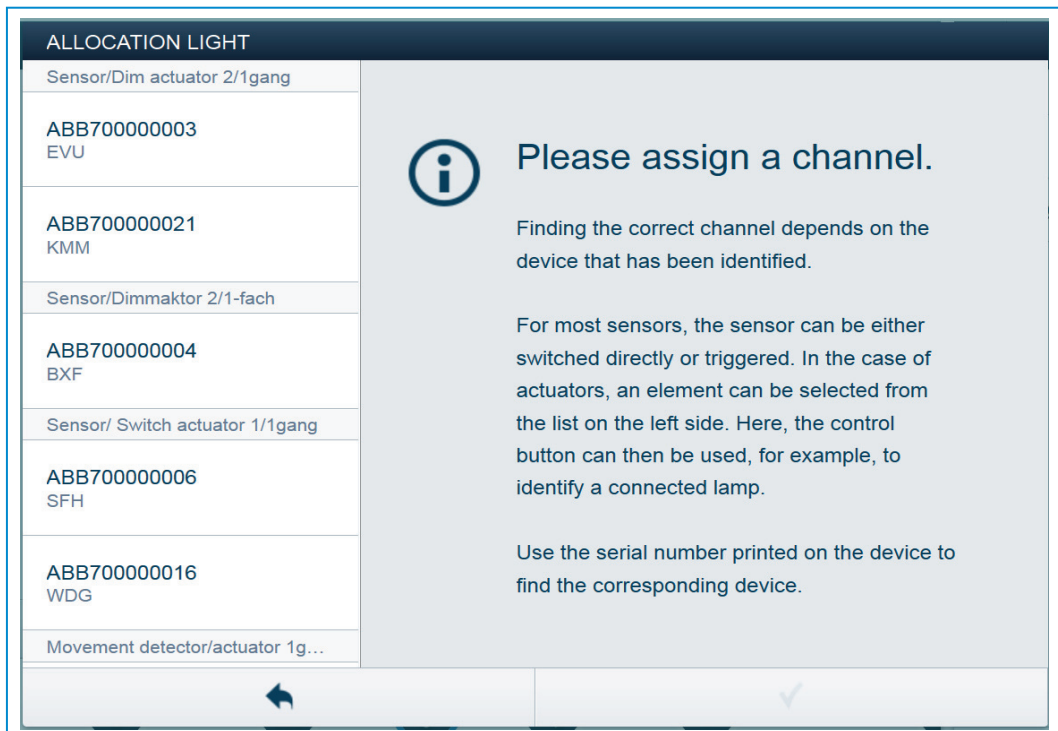 ALLOCATION LIGHT
Sensor/Dim actuator 2/1gang
ABB700000003
EVU
ABB700000021
KMM
Sensor/Dimmaktor 2/1-fach
ABB700000004
BXF
Sensor/ Switch actuator 1/1gang
ABB700000006
SFH
ABB700000016
WDG
Movement detector/actuator 1g...
Please assign a channel.
Finding the correct channel depends on the
device that has been identified.
For most sensors, the sensor can be either
switched directly or triggered. In the case of
actuators, an element can be selected from
the list on the left side. Here, the control
button can then be used, for example, to
identify a connected lamp.
Use the serial number printed on the device to
find the corresponding device.